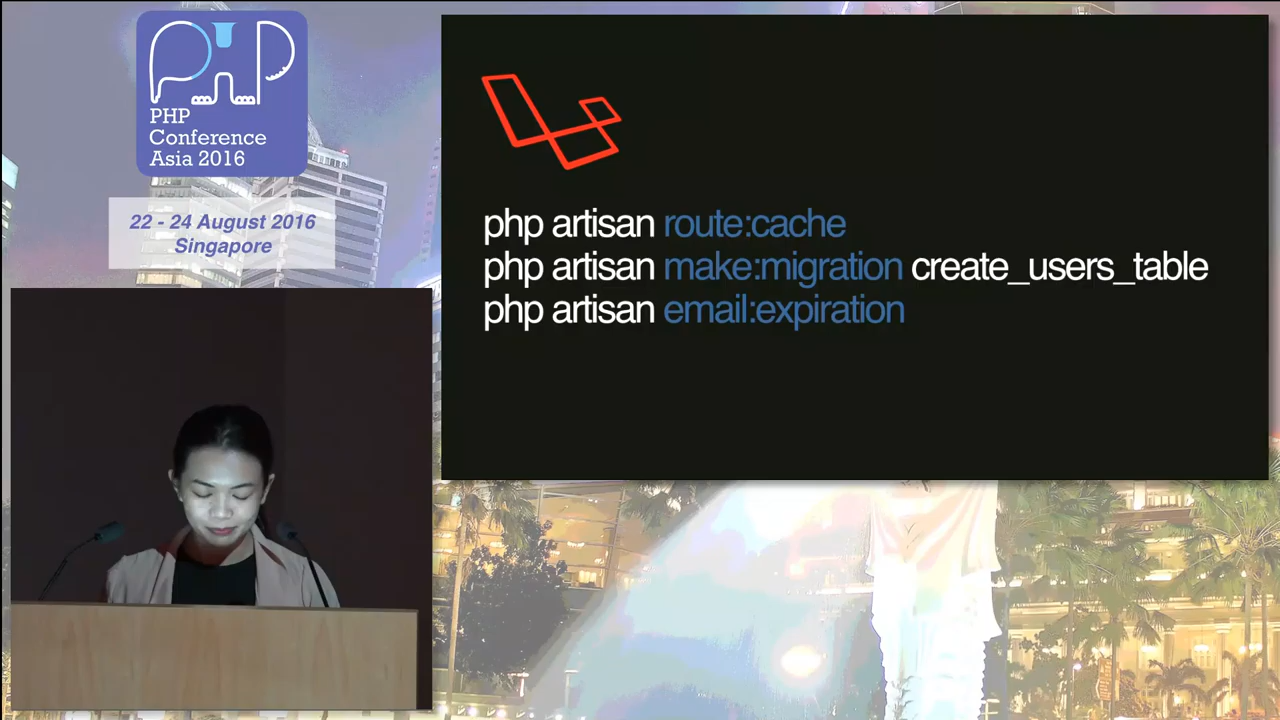 PHP
PHP
Conference
Asia 2016
22 - 24 August 2016
Singapore
php artisan route:cache
php artisan make:migration create_users_table
php artisan email:expiration